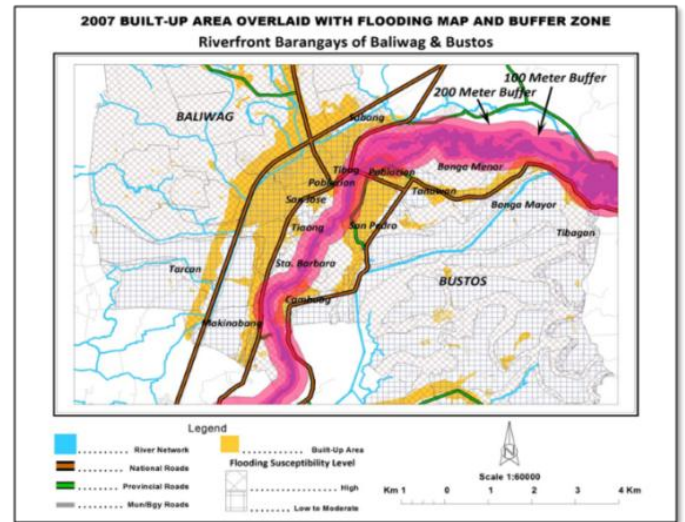 2007 BUILT-UP AREA OVERLAID WITH FLOODING MAP AND BUFFER ZONE
Riverfront Barangays of Baliwag & Bustos
100 Meter Buffer
200 Meter Buffer
BALIWAG
Sabang
Tibag
Poblacion
Poblacion
Bonga Menor
Tanawan
San Jose
Bonga Mayor
Tiaong
San Pedro
Tibagan
Sta. Barbara
Tarcan
BUSTOS
Cambaog
Makinabang
Legend
River Network
Built-Up Area
National Roads
Flooding Susceptibility Level
Provincial Roads
High
Mun/Bgy Roads
Low to Moderate
Scale 1:60000
Km 1 0 1 2 3 4 Km